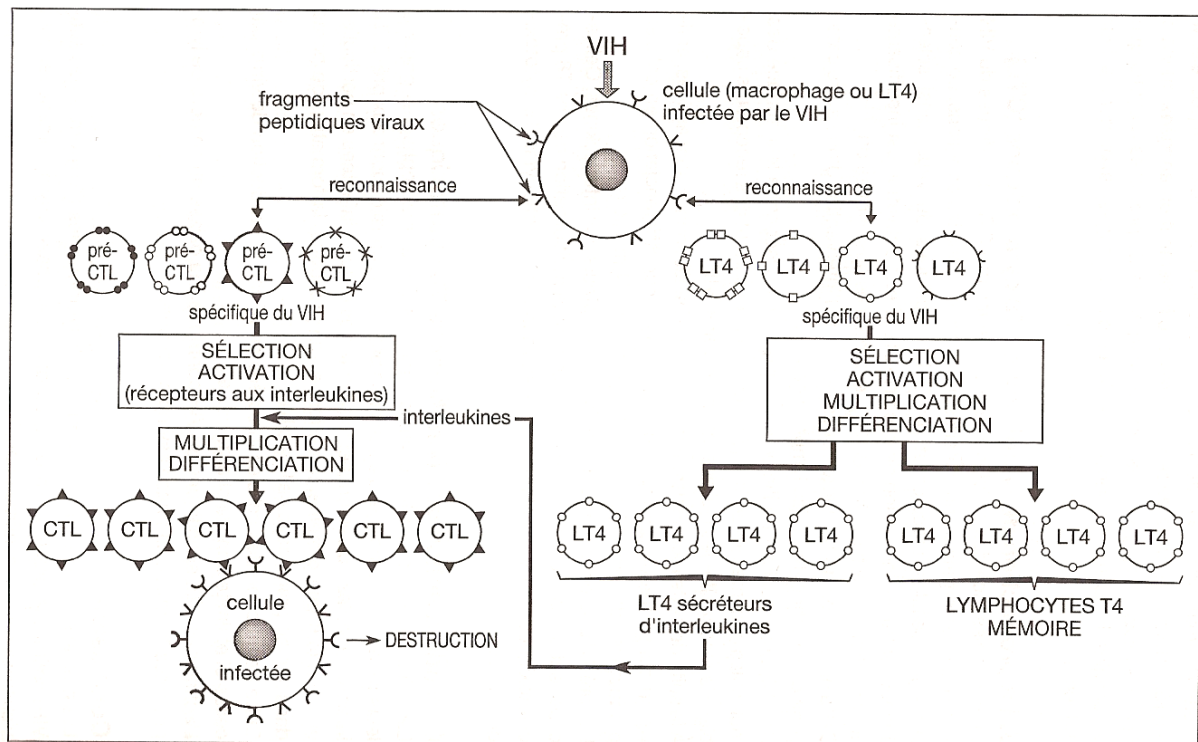 VIH
cellule (macrophage ou LT4)
infectée par le VIH
fragments
peptidiques viraux
reconnaissance
reconnaissance
pré-
CTL
pré-
CTL
pré-
CTL
pré-
CTL
LT4
LT4
LT4
LT4
spécifique du VIH
spécifique du VIH
SÉLECTION
ACTIVATION
(récepteurs aux interleukines)
SÉLECTION
ACTIVATION
MULTIPLICATION
DIFFÉRENCIATION
interleukines
MULTIPLICATION
DIFFÉRENCIATION
CTL
CTL
CTL
CTL
CTL
CTL
LT4
LT4
LT4
LT4
LT4
LT4
LT4
LT4
cellule
infectée
DESTRUCTION
LT4 sécréteurs
d'interleukines
LYMPHOCYTES T4
MÉMOIRE